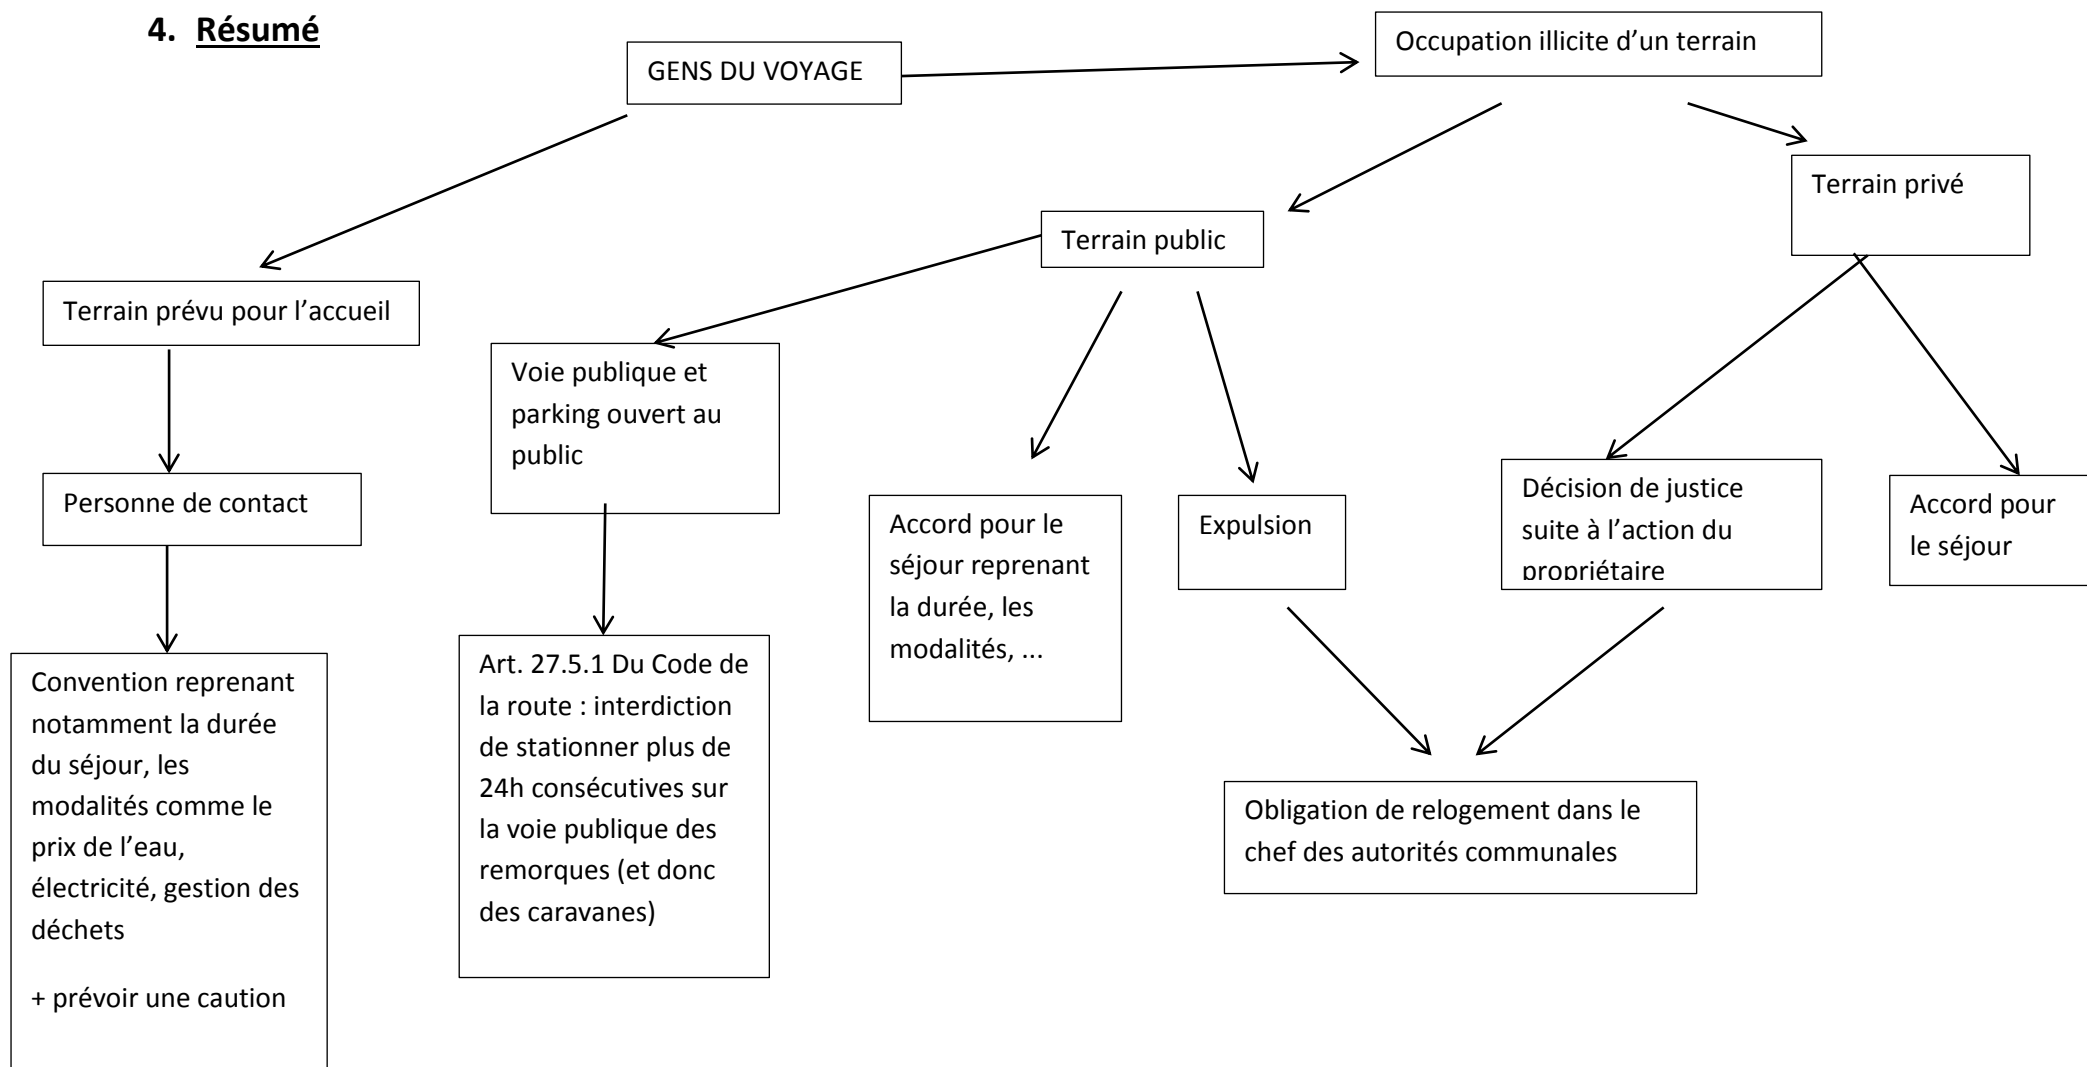 4. Résumé
GENS DU VOYAGE
Occupation illicite d’un terrain
Terrain privé
Terrain public
Terrain prévu pour l’accueil
Voie publique et
parking ouvert au
public
Personne de contact
Accord pour le
séjour reprenant
la durée, les
modalités, ...
Expulsion
Décision de justice
suite à l’action du
propriétaire
Accord pour
le séjour
Convention reprenant
notamment la durée
du séjour, les
modalités comme le
prix de l’eau,
électricité, gestion des
déchets
+ prévoir une caution
Art. 27.5.1 Du Code de
la route : interdiction
de stationner plus de
24h consécutives sur
la voie publique des
remorques (et donc
des caravanes)
Obligation de relogement dans le
chef des autorités communales